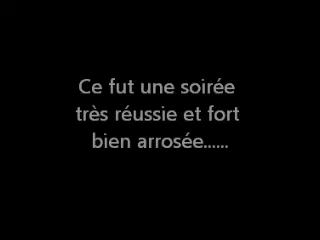 Ce fut une soirée
très réussie et fort
bien arrosée......